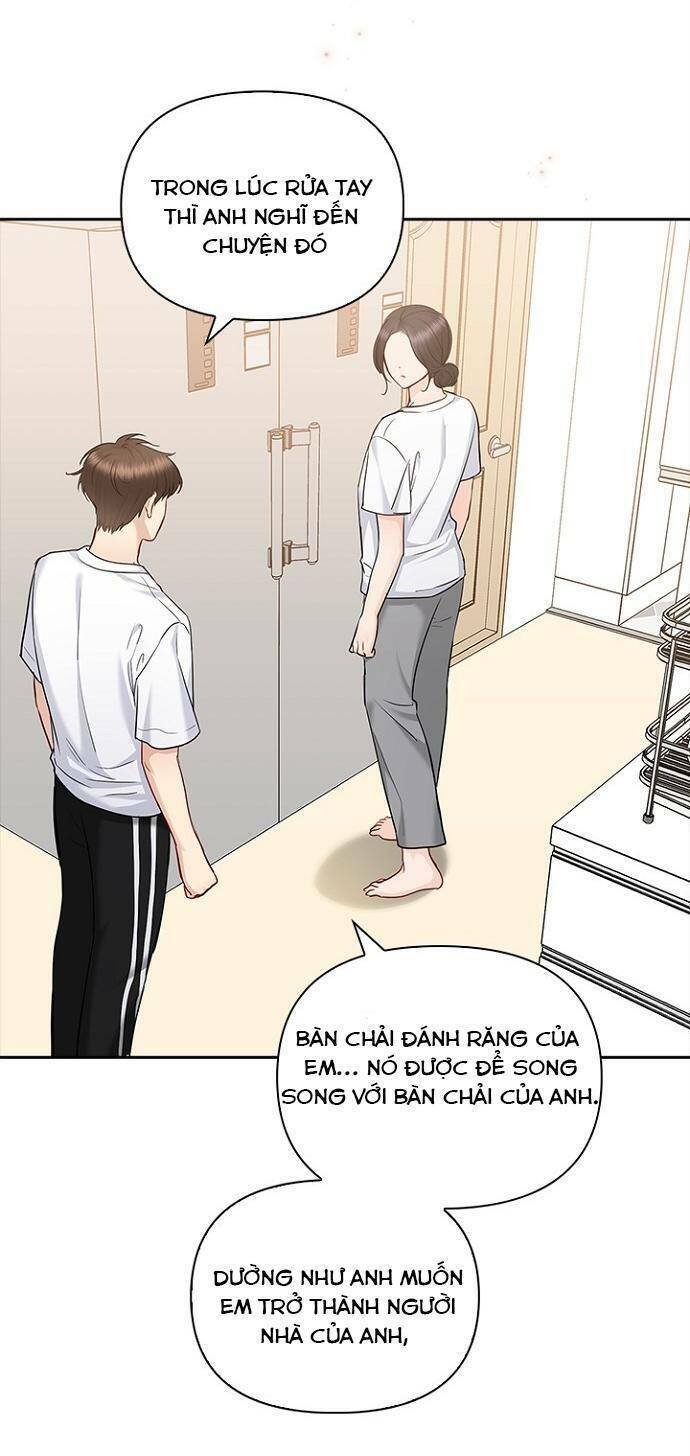 TRONG LÚC RỬA TAY
THÌ ANH NGHĨ ĐẾN
CHUYỆN ĐÓ
BÀN CHẢI ĐÁNH RĂNG CỦA
EM... NÓ ĐƯỢC ĐỂ SONG
SONG VỚI BÀN CHẢI CỦA ANH.
DƯỜNG NHƯ ANH MUỐN
EM TRỞ THÀNH NGƯỜI
NHÀ CỦA ANH,